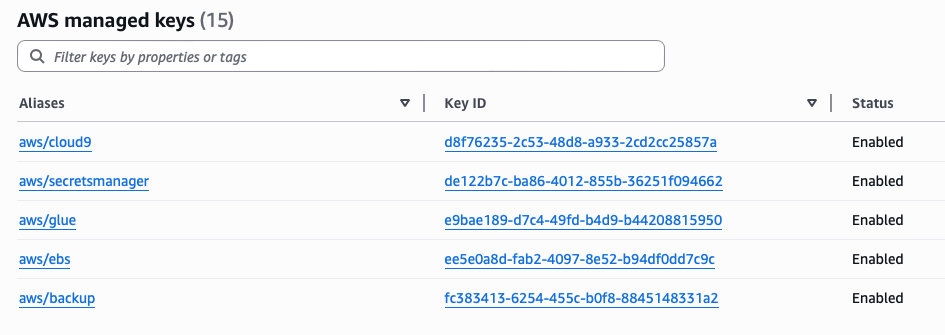 AWS managed keys (15)
Filter keys by properties or tags
Aliases Key ID Status
aws/cloud9 d8f76235-2c53-48d8-a933-2cd2cc25857a Enabled
aws/secretsmanager de122b7c-ba86-4012-855b-36251f094662 Enabled
aws/glue e9bae189-d7c4-49fd-b4d9-b44208815950 Enabled
aws/ebs ee5e0a8d-fab2-4097-8e52-b94df0dd7c9c Enabled
aws/backup fc383413-6254-455c-b0f8-8845148331a2 Enabled